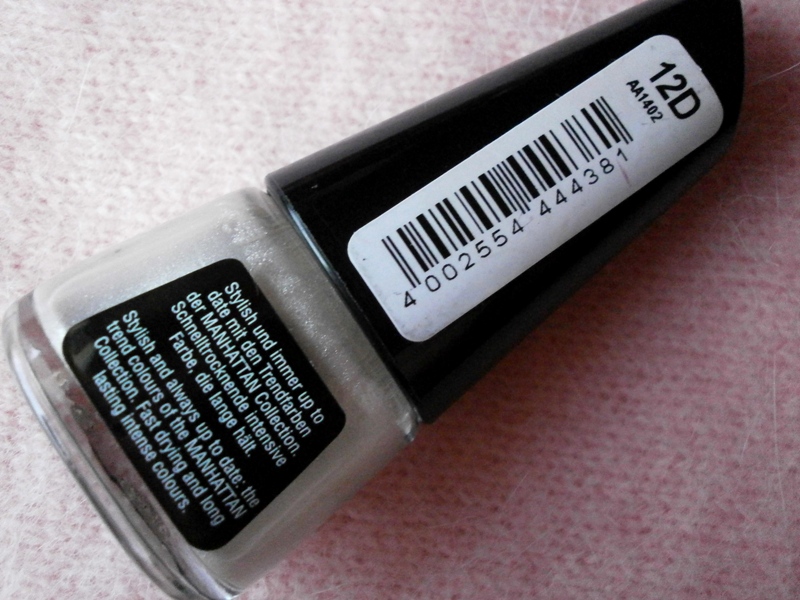 12D
AA1402
4 002554 444381
Stylish und immer up to
date mit den Trendfarben
der MANHATTAN Collection.
Schnelltrocknende intensive
Farbe, die lange hält.
Stylish and always up to date: the
trend colours of the MANHATTAN
Collection. Fast drying and long
lasting intense colours.